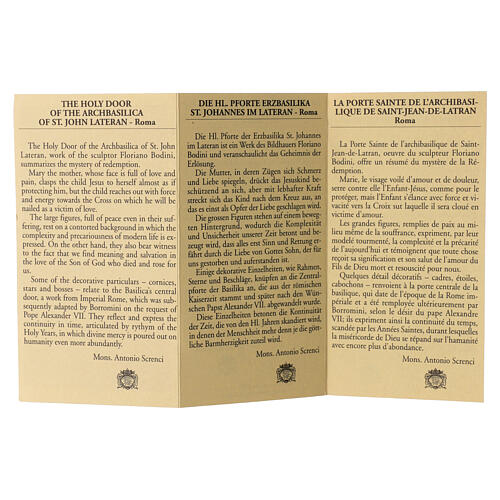 THE HOLY DOOR
OF THE ARCHBASILICA
OF ST. JOHN LATERAN - Roma
The Holy Door of the Archbasilica of St. John
Lateran, work of the sculptor Floriano Bodini,
summarizes the mystery of redemption.
Mary the mother, whose face is full of love and
pain, clasps the child Jesus to herself almost as if
protecting him, but the child reaches out with force
and energy towards the Cross on which he will be
nailed as a victim of love.
The large figures, full of peace even in their suf-
fering, rest on a contorted background in which the
complexity and precariousness of modern life is ex-
pressed. On the other hand, they also bear witness
to the fact that we find meaning and salvation in
the love of the Son of God who died and rose for
us.
Some of the decorative particulars – cornices,
stars and bosses – relate to the Basilica's central
door, a work from Imperial Rome, which was sub-
sequently adapted by Borromini on the request of
Pope Alexander VII. They reflect and express the
continuity in time, articulated by rythym of the
Holy Years, in which divine mercy is poured out on
humanity even more abundantly.
Mons. Antonio Screnci
DIE HL. PFORTE ERZBASILIKA
ST. JOHANNES IM LATERAN - Roma
Die Hl. Pforte der Erzbasilika St. Johannes
im Lateran ist ein Werk des Bildhauers Floriano
Bodini und veranschaulicht das Geheimnis der
Erlösung.
Die Mutter, in deren Zügen sich Schmerz
und Liebe spiegeln, drückt das Jesuskind be-
schützend an sich, aber mit lebhafter Kraft
streckt sich das Kind nach dem Kreuz aus, an
das es als Liebesopfer genagelt werden wird.
Die grossen Figuren stehen auf einem beweg-
ten Hintergrund, wodurch die Komplexität
und Unsicherheit unserer Zeit betont und be-
zeugt wird, dass alles erst Sinn und Rettung er-
fährt durch die Liebe von Gottes Sohn, der für
uns gestorben und auferstanden ist.
Einige dekorative Einzelheiten, wie Rahmen,
Sterne und Beschläge, knüpfen an die Zentral-
pforte der Basilika an, die aus der römischen
Kaiserzeit stammt und später nach den Wün-
schen Papst Alexander VII. von Borromini
umgestaltet wurde.
Diese Einzelheiten betonen die Kontinuität
der Zeit, die von den Hl. Jahren skandiert wird,
in denen der Menschheit mehr denn je die gött-
liche Barmherzigkeit zuteil wird.
Mons. Antonio Screnci
LA PORTE SAINTE DE L'ARCHIBASI-
LIQUE DE SAINT-JEAN-DE-LATRAN
Roma
La Porte Sainte de l'archibasilique de Saint-
Jean-de-Latran, oeuvre du sculpteur Floriano
Bodini, offre un résumé du mystère de la Ré-
demption.
Marie, le visage voilé d'amour et de douleur,
serre contre elle l'Enfant-Jésus, comme pour le
protéger, mais l'Enfant s'élance avec force et vi-
vacité vers la Croix sur laquelle il sera cloué en
victime d'amour.
Les grandes figures, remplies de paix au mi-
lieu même de la souffrance, expriment, par leur
modelé tourmenté, la complexité et la précarité
d'aujourd'hui et témoignent que toute chose
reçoit sa signification et son salut de l'amour du
Fils de Dieu mort et ressuscité pour nous.
Quelques détails décoratifs – cadres, étoiles,
cabochons – renvoient à la porte centrale de la
basilique, qui date de l'époque de la Rome im-
périale et a été employée ultérieurement par
Borromini, selon le désir du pape Alexandre
VII; ils expriment ainsi la continuité du temps,
scandée par les Années Saintes, durant lesquelles
la miséricorde de Dieu se répand sur l'humanité
avec encore plus d'abondance.
Mons. Antonio Screnci